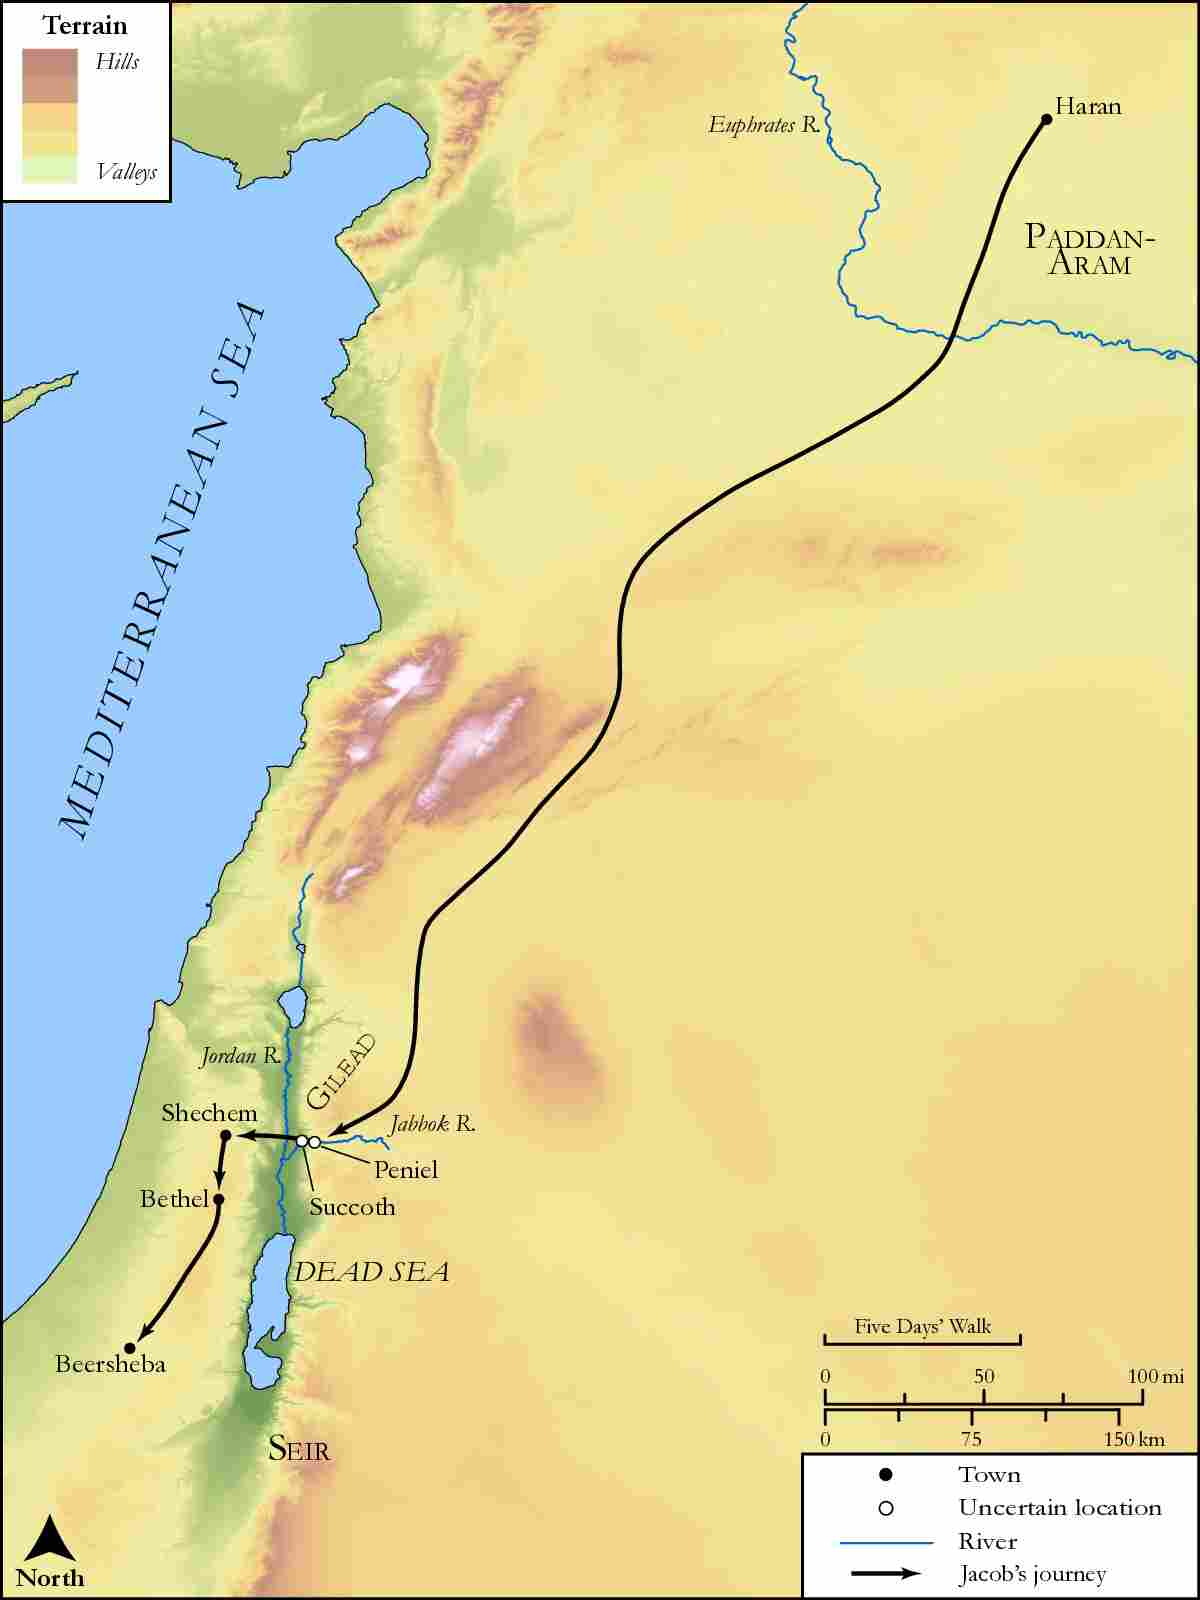 Terrain
Hills
Valleys
Haran
Euphrates R.
PADDAN-
ARAM
MEDITERRANEAN SEA
GILEAD
Jordan R.
Shechem
Jabbok R.
Peniel
Bethel
Succoth
DEAD SEA
Beersheba
SEIR
North
Five Days' Walk
0 50 100 mi
0 75 150 km
Town
Uncertain location
River
Jacob's journey